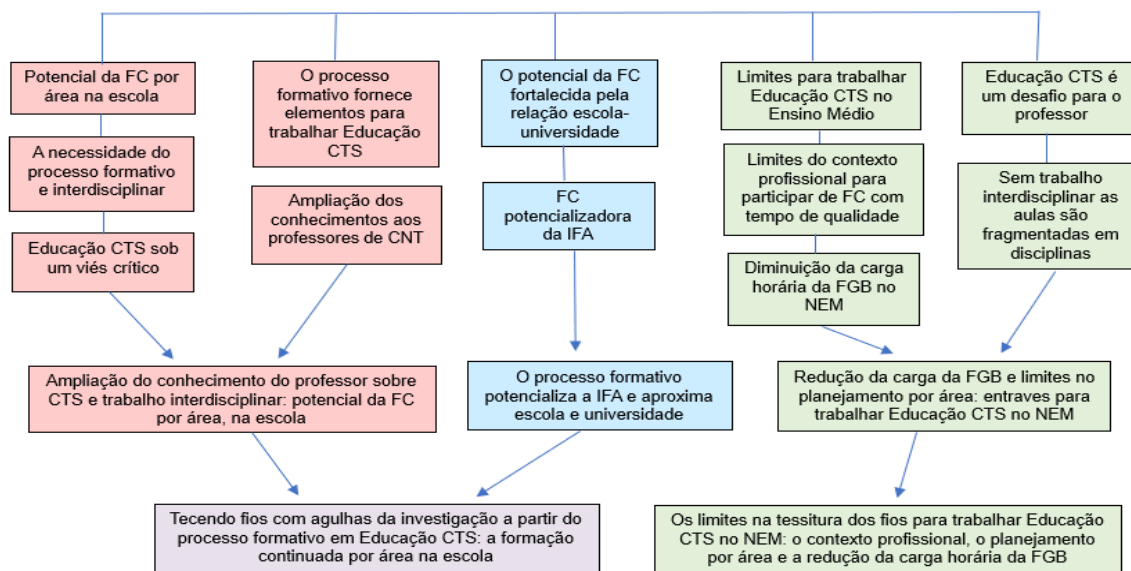 Potencial da FC por
área na escola
O processo
formativo fornece
elementos para
trabalhar Educação
CTS
O potencial da FC
fortalecida pela
relação escola-
universidade
Limites para trabalhar
Educação CTS no
Ensino Médio
Educação CTS é
um desafio para o
professor
A necessidade do
processo formativo
e interdisciplinar
Ampliação dos
conhecimentos aos
professores de CNT
FC
potencializadora
da IFA
Limites do contexto
profissional para
participar de FC com
tempo de qualidade
Sem trabalho
interdisciplinar as
aulas são
fragmentadas em
disciplinas
Educação CTS sob
um viés crítico
Diminuição da carga
horária da FGB no
NEM
Ampliação do conhecimento do professor sobre
CTS e trabalho interdisciplinar: potencial da FC
por área, na escola
O processo formativo
potencializa a IFA e aproxima
escola e universidade
Redução da carga da FGB e limites no
planejamento por área: entraves para
trabalhar Educação CTS no NEM
Tecendo fios com agulhas da investigação a partir do
processo formativo em Educação CTS: a formação
continuada por área na escola
Os limites na tessitura dos fios para trabalhar Educação
CTS no NEM: o contexto profissional, o planejamento
por área e a redução da carga horária da FGB